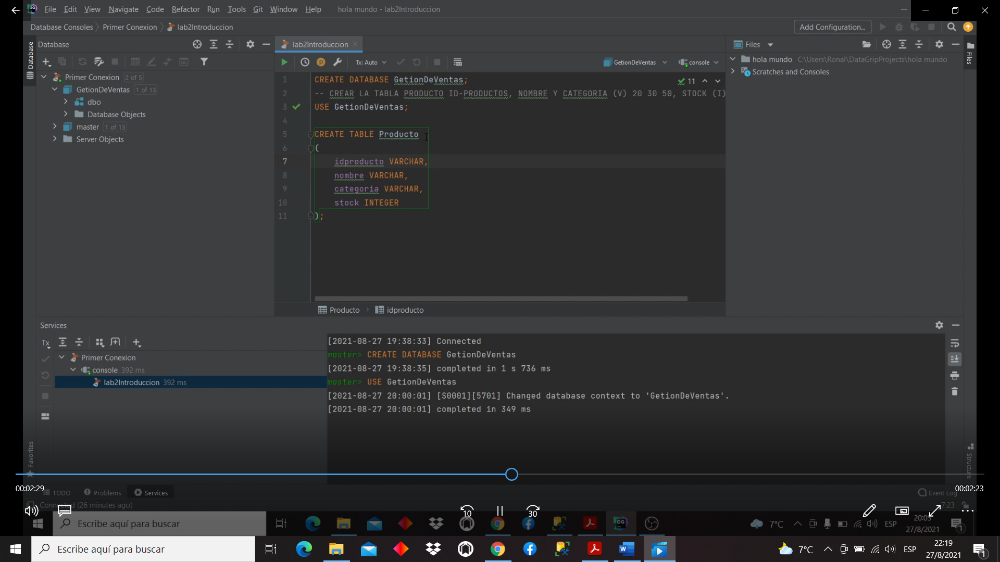 File Edit View Navigate Code Refactor Run Tools Git Window Help hola mundo - lab2Introduccion
Database Consoles Primer Conexion lab2Introduccion Add Configuration...
Database
lab2Introduccion
Files
Tx: Auto GetionDeVentas console
Primer Conexion 2 of 5
GetionDeVentas 1 of 13
dbo
Database Objects
master 1 of 13
Server Objects
1 CREATE DATABASE GetionDeVentas; 11
2 -- CREAR LA TABLA PRODUCTO ID-PRODUCTOS, NOMBRE Y CATEGORIA (V) 20 30 50, STOCK (I)
3 USE GetionDeVentas;
4
5 CREATE TABLE Producto
6 (
7 idproducto VARCHAR,
8 nombre VARCHAR,
9 categoria VARCHAR,
10 stock INTEGER
11 );
hola mundo C:\Users\Ronal\DataGripProjects\hola mundo
Scratches and Consoles
Database
Files
Producto idproducto
Services
Tx
Primer Conexion
console 392 ms
lab2Introduccion 392 ms
[2021-08-27 19:38:33] Connected
master> CREATE DATABASE GetionDeVentas
[2021-08-27 19:38:35] completed in 1 s 736 ms
master> USE GetionDeVentas
[2021-08-27 20:00:01] [S0001][5701] Changed database context to 'GetionDeVentas'.
[2021-08-27 20:00:01] completed in 349 ms
Favorites
Structure
00:02:29
00:02:23
TODO Problems Services Event Log
Connected (26 minutes ago) 7:23
10 30
Escribe aquí para buscar 7°C ESP 20:05
27/8/2021
1
Escribe aquí para buscar 7°C ESP 22:19
27/8/2021
1